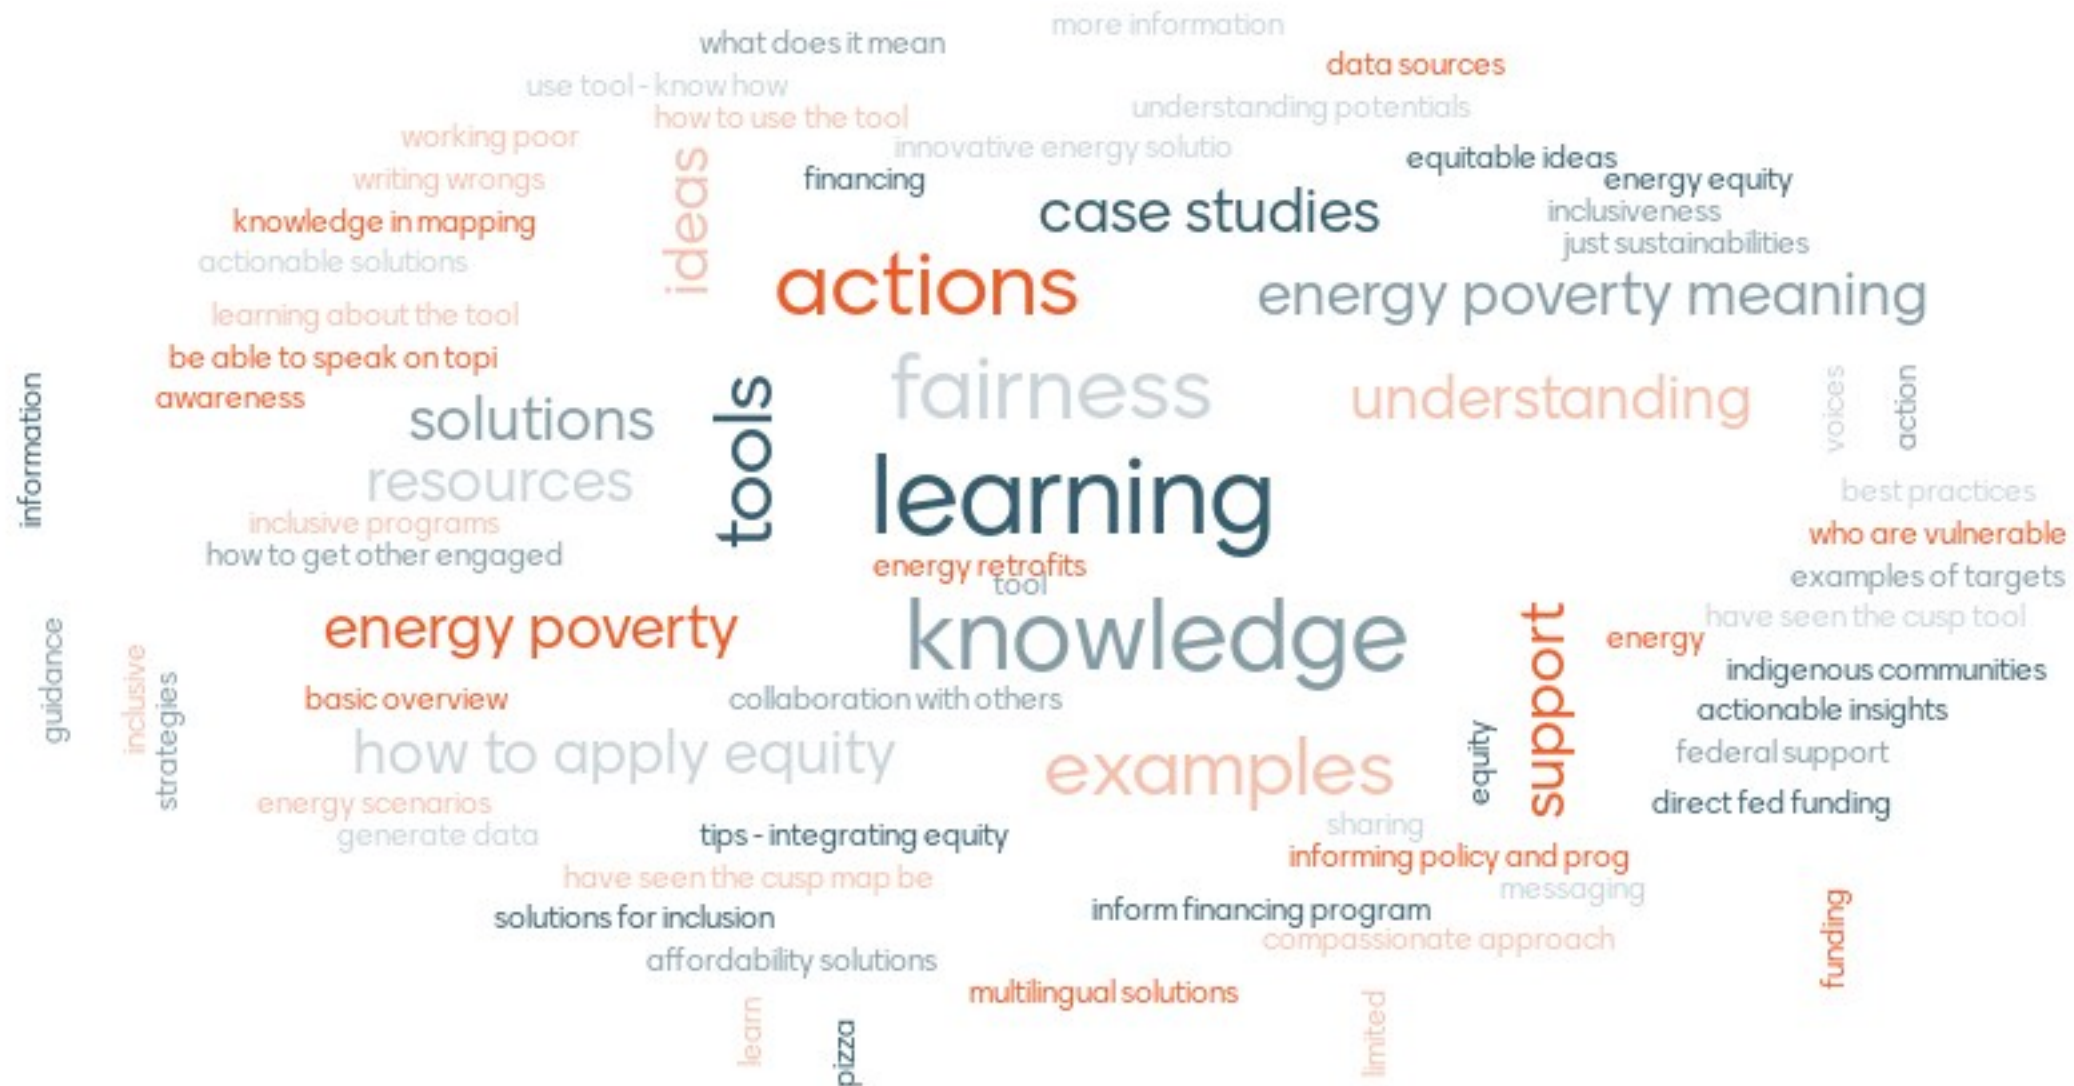 more information
what does it mean
data sources
use tool - know how
understanding potentials
how to use the tool
working poor
innovative energy solutio
equitable ideas
financing
energy equity
writing wrongs
ideas
case studies
inclusiveness
knowledge in mapping
just sustainabilities
actionable solutions
actions
energy poverty meaning
learning about the tool
be able to speak on topi
fairness
understanding
voices
action
awareness
solutions
tools
information
resources
learning
best practices
inclusive programs
who are vulnerable
how to get other engaged
energy retrofits
tool
examples of targets
have seen the cusp tool
energy poverty
knowledge
support
energy
guidance
indigenous communities
inclusive
strategies
basic overview
collaboration with others
actionable insights
how to apply equity
examples
equity
federal support
energy scenarios
direct fed funding
generate data
tips - integrating equity
sharing
informing policy and prog
have seen the cusp map be
messaging
solutions for inclusion
inform financing program
funding
compassionate approach
affordability solutions
multilingual solutions
learn
pizza
limited